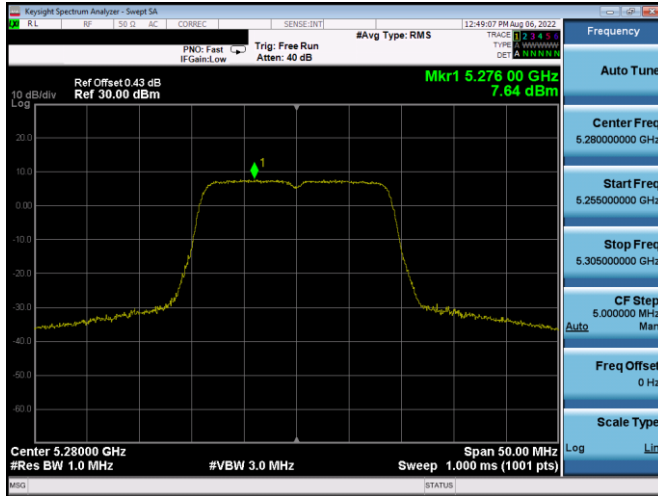 Keysight Spectrum Analyzer - Swept SA
R L RF 50 Ω AC CORREC SENSE:INT 12:49:07 PM Aug 06, 2022
#Avg Type: RMS TRACE 1 2 3 4 5 6
PNO: Fast Trig: Free Run TYPE A WWWWW
IFGain:Low Atten: 40 dB DET A N N N N N
Mkr1 5.276 00 GHz
7.64 dBm
Ref Offset 0.43 dB
10 dB/div Ref 30.00 dBm
Log
20.0
10.0
0.00
-10.0
-20.0
-30.0
-40.0
-50.0
-60.0
1
Center 5.28000 GHz Span 50.00 MHz
#Res BW 1.0 MHz #VBW 3.0 MHz Sweep 1.000 ms (1001 pts)
MSG STATUS
Frequency
Auto Tune
Center Freq
5.280000000 GHz
Start Freq
5.255000000 GHz
Stop Freq
5.305000000 GHz
CF Step
5.000000 MHz
Auto Man
Freq Offset
0 Hz
Scale Type
Log Lin